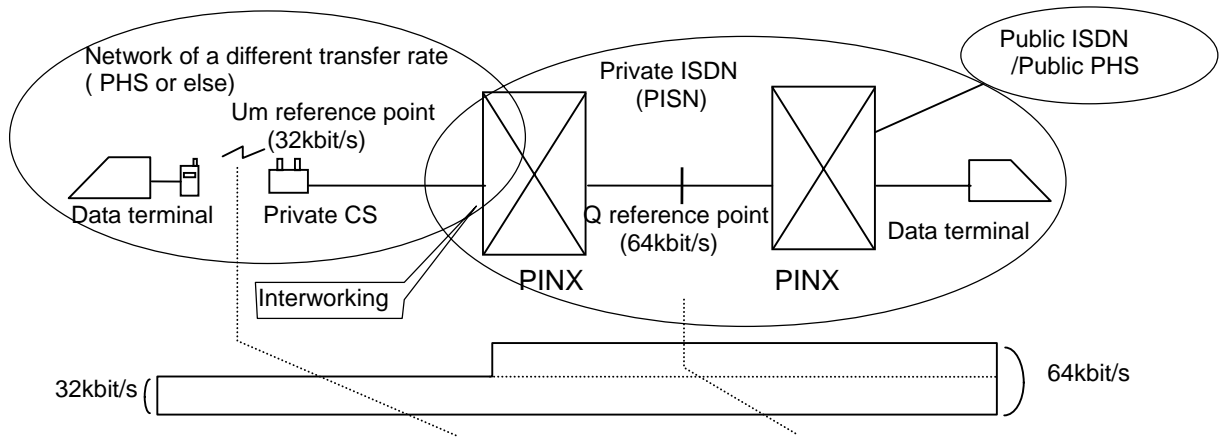 Network of a different transfer rate
( PHS or else)
Um reference point
(32kbit/s)
Data terminal
Private CS
Interworking
Private ISDN
(PISN)
Q reference point
(64kbit/s)
PINX
PINX
Public ISDN
/Public PHS
Data terminal
32kbit/s
64kbit/s